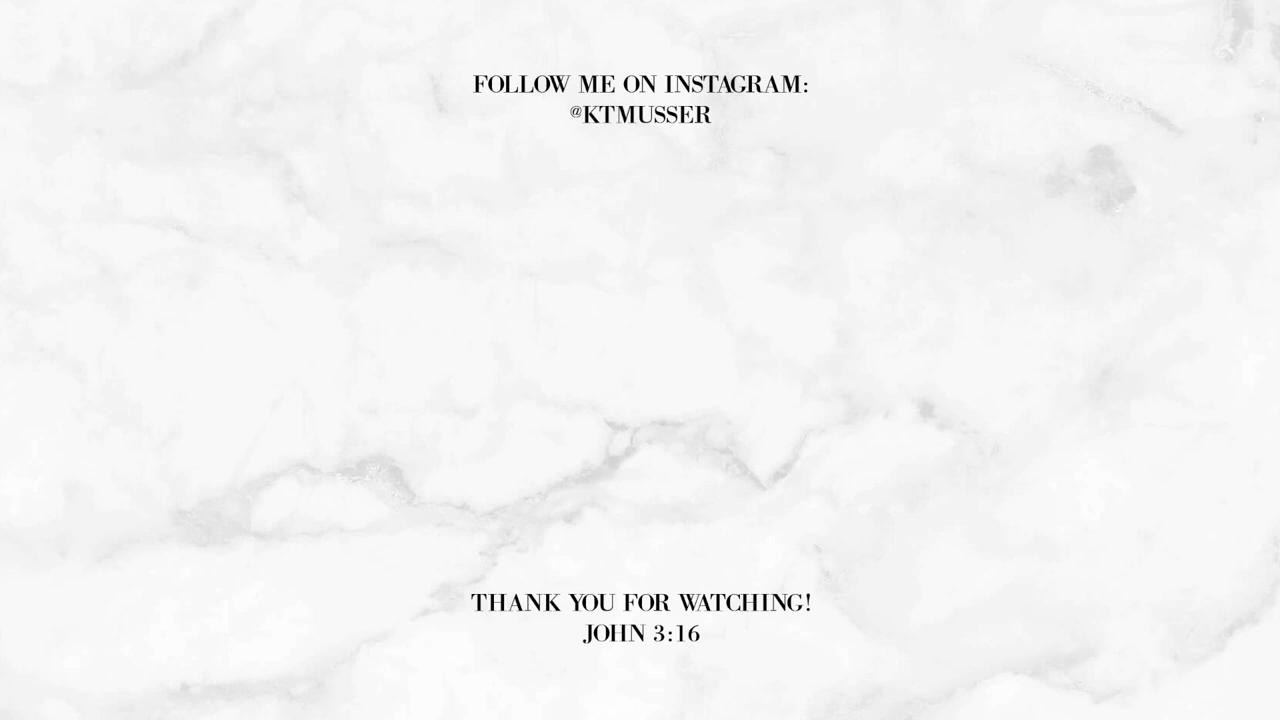 FOLLOW ME ON INSTAGRAM:
@KTMUSSER
THANK YOU FOR WATCHING!
JOHN 3:16